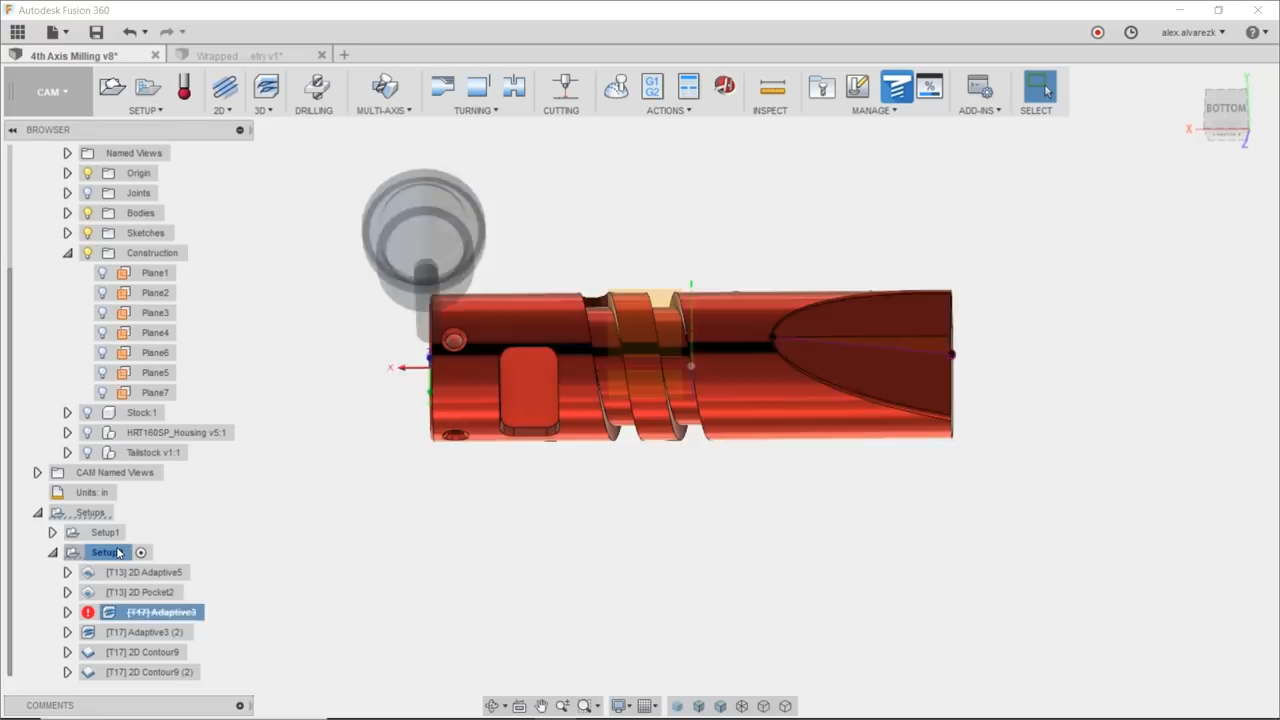 Autodesk Fusion 360
alex.alvarezk
4th Axis Milling v8*
Wrapped ...etry v1*
CAM
SETUP
2D
3D
DRILLING
MULTI-AXIS
TURNING
CUTTING
G1
G2
ACTIONS
INSPECT
MANAGE
ADD-INS
SELECT
BOTTOM
X
Y
Z
BROWSER
Named Views
Origin
Joints
Bodies
Sketches
Construction
Plane1
Plane2
Plane3
Plane4
Plane6
Plane5
Plane7
Stock:1
HRT160SP_Housing v5:1
Tailstock v1:1
CAM Named Views
Units: in
Setups
Setup1
Setup
[T13] 2D Adaptive5
[T13] 2D Pocket2
[T17] Adaptive3
[T17] Adaptive3 (2)
[T17] 2D Contour9
[T17] 2D Contour9 (2)
X
COMMENTS